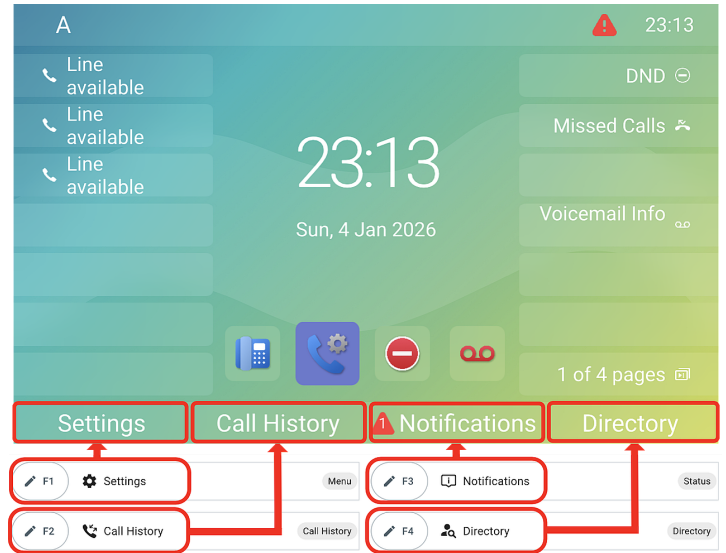 A
23:13
Line
available
DND
Line
available
Missed Calls
Line
available
23:13
Voicemail Info
Sun, 4 Jan 2026
1 of 4 pages
Settings
Call History
1 Notifications
Directory
F1 Settings Menu
F3 Notifications Status
F2 Call History Call History
F4 Directory Directory